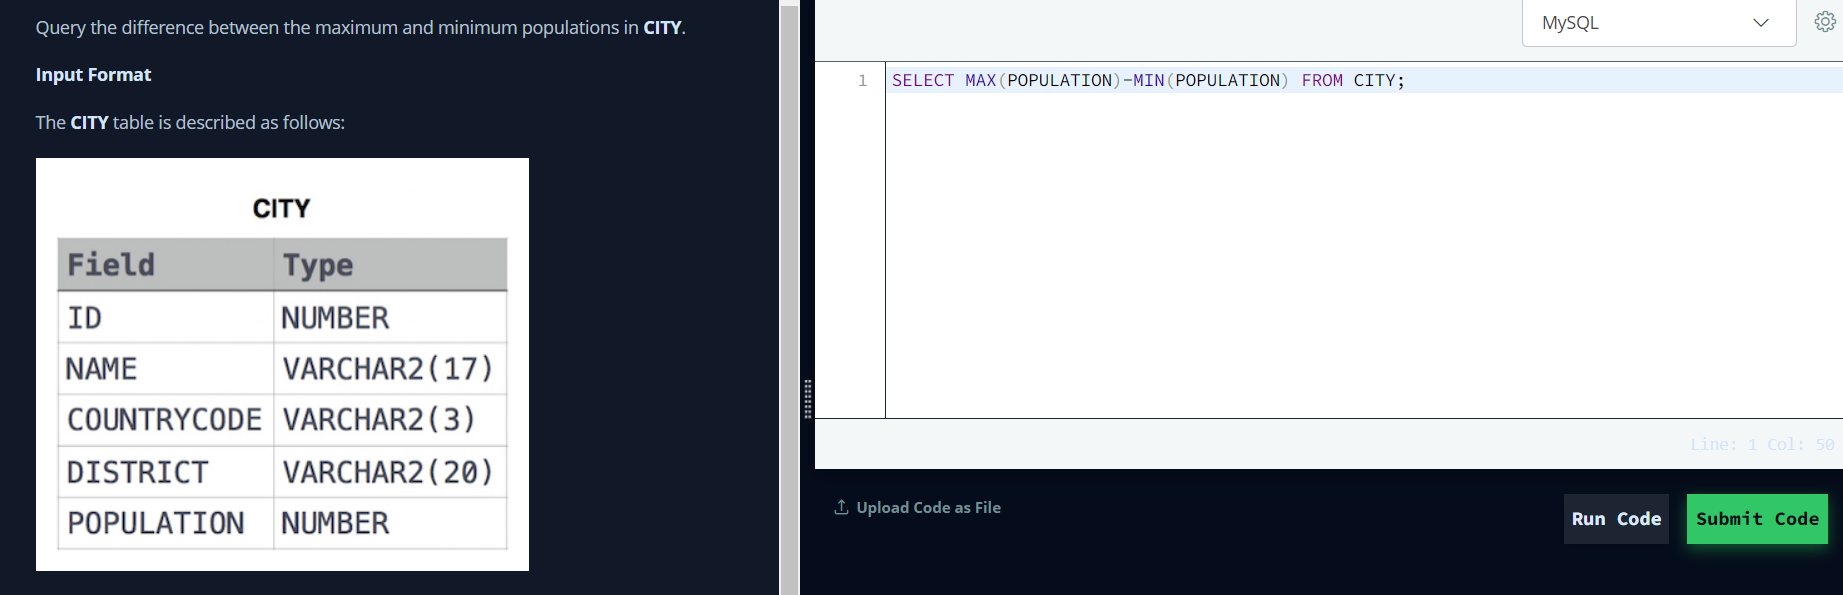 Query the difference between the maximum and minimum populations in CITY.
Input Format
The CITY table is described as follows:
CITY
Field Type
ID NUMBER
NAME VARCHAR2(17)
COUNTRYCODE VARCHAR2(3)
DISTRICT VARCHAR2(20)
POPULATION NUMBER
MySQL
1 SELECT MAX(POPULATION)-MIN(POPULATION) FROM CITY;
Line: 1 Col: 50
Upload Code as File
Run Code
Submit Code